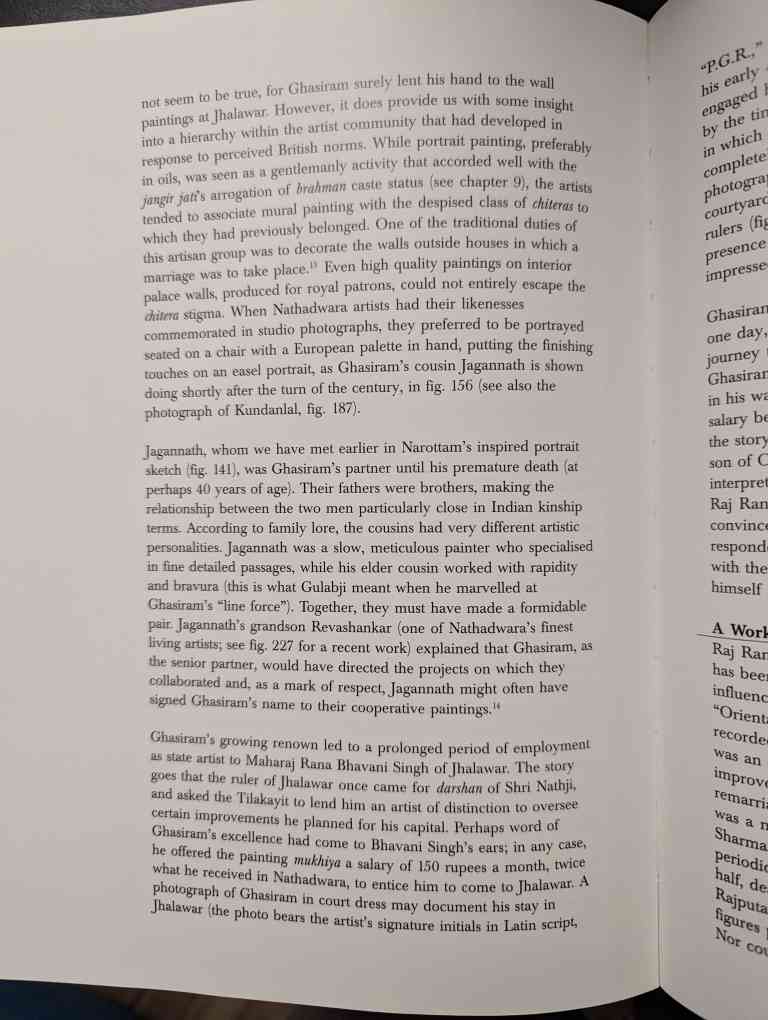 not seem to be true, for Ghasiram surely lent his hand to the wall
paintings at Jhalawar. However, it does provide us with some insight
into a hierarchy within the artist community that had developed in
response to perceived British norms. While portrait painting, preferably
in oils, was seen as a gentlemanly activity that accorded well with the
jangir jati's arrogation of brahman caste status (see chapter 9), the artists
tended to associate mural painting with the despised class of chiteras to
which they had previously belonged. One of the traditional duties of
this artisan group was to decorate the walls outside houses in which a
marriage was to take place.¹³ Even high quality paintings on interior
palace walls, produced for royal patrons, could not entirely escape the
chitera stigma. When Nathadwara artists had their likenesses
commemorated in studio photographs, they preferred to be portrayed
seated on a chair with a European palette in hand, putting the finishing
touches on an easel portrait, as Ghasiram's cousin Jagannath is shown
doing shortly after the turn of the century, in fig. 156 (see also the
photograph of Kundanlal, fig. 187).
Jagannath, whom we have met earlier in Narottam's inspired portrait
sketch (fig. 141), was Ghasiram's partner until his premature death (at
perhaps 40 years of age). Their fathers were brothers, making the
relationship between the two men particularly close in Indian kinship
terms. According to family lore, the cousins had very different artistic
personalities. Jagannath was a slow, meticulous painter who specialised
in fine detailed passages, while his elder cousin worked with rapidity
and bravura (this is what Gulabji meant when he marvelled at
Ghasiram's "line force"). Together, they must have made a formidable
pair. Jagannath's grandson Revashankar (one of Nathadwara's finest
living artists; see fig. 227 for a recent work) explained that Ghasiram, as
the senior partner, would have directed the projects on which they
collaborated and, as a mark of respect, Jagannath might often have
signed Ghasiram's name to their cooperative paintings.¹⁴
Ghasiram's growing renown led to a prolonged period of employment
as state artist to Maharaj Rana Bhavani Singh of Jhalawar. The story
goes that the ruler of Jhalawar once came for darshan of Shri Nathji,
and asked the Tilakayit to lend him an artist of distinction to oversee
certain improvements he planned for his capital. Perhaps word of
Ghasiram's excellence had come to Bhavani Singh's ears; in any case,
he offered the painting mukhiya a salary of 150 rupees a month, twice
what he received in Nathadwara, to entice him to come to Jhalawar. A
photograph of Ghasiram in court dress may document his stay in
Jhalawar (the photo bears the artist's signature initials in Latin script,
"P.G.R.,"
his early
engaged
by the
in which
complete
photogra
courtyard
rulers
presence
impresse
Ghasiran
one day,
journey
Ghasiran
in his
salary be
the story
son of
interpret
Raj Ran
convince
respond
with the
himself
A Work
Raj Ran
has been
influenc
"Orienta
recorde
was an
improve
remarri
was a
Sharma
periodic
half, de
Rajputa
figures
Nor cou